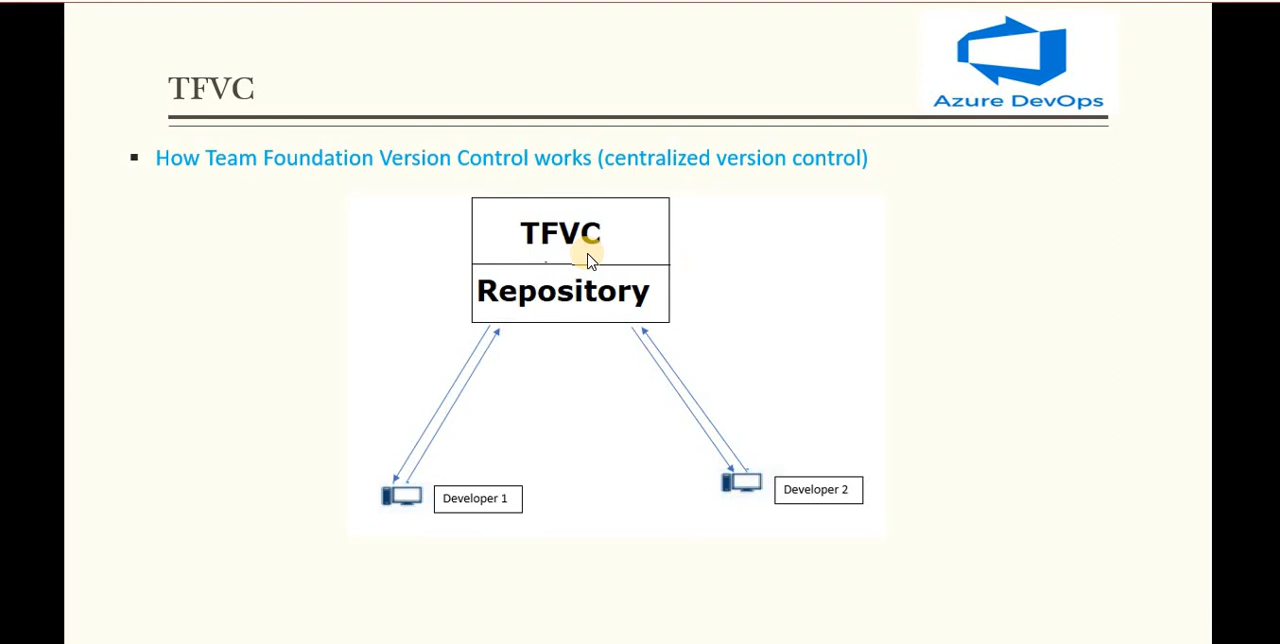 Azure DevOps
TFVC
How Team Foundation Version Control works (centralized version control)
TFVC
Repository
Developer 1
Developer 2